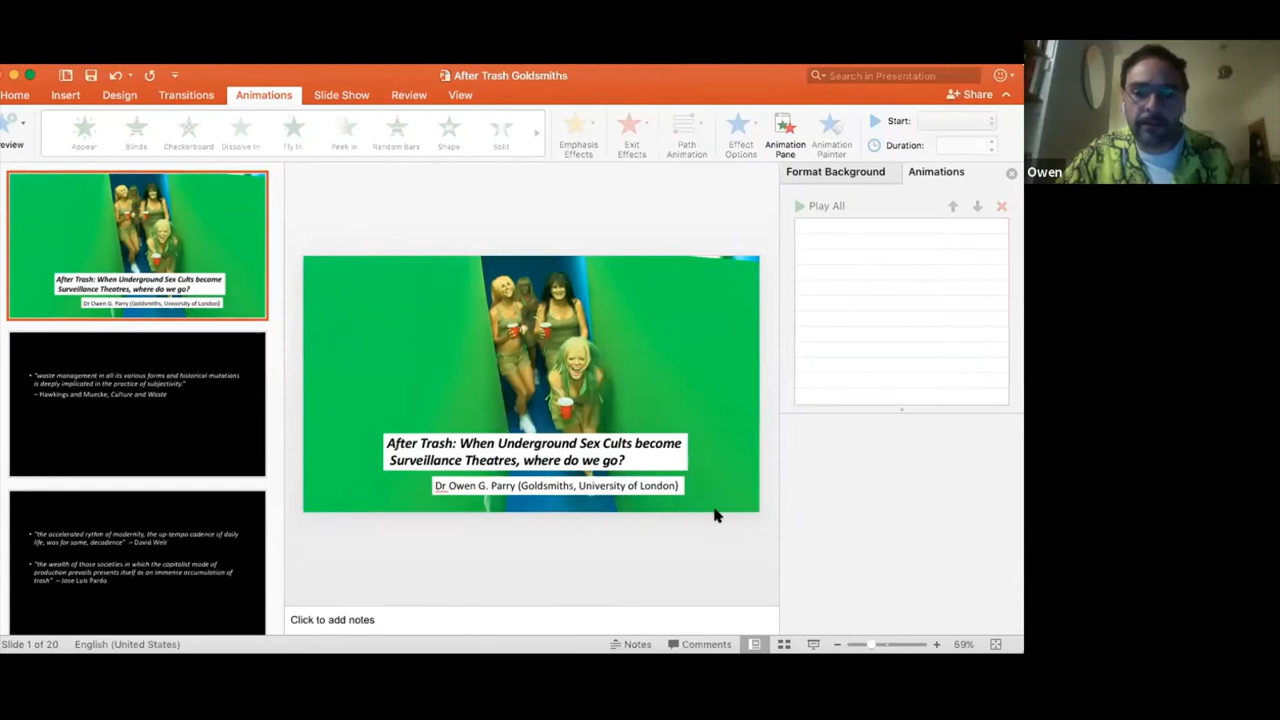 After Trash Goldsmiths
Search in Presentation
Home Insert Design Transitions Animations Slide Show Review View
Share
Appear Blinds Checkerboard Dissolve In Fly In Peek In Random Bars Shape Split
Emphasis Effects
Exit Effects
Path Animation
Effect Options
Animation Pane
Animation Painter
Start:
Duration:
Format Background Animations
Play All
After Trash: When Underground Sex Cults become
Surveillance Theatres, where do we go?
Dr Owen G. Parry (Goldsmiths, University of London)
• "waste management in all its various forms and historical mutations
is deeply implicated in the practice of subjectivity."
– Hawkings and Muecke, Culture and Waste
• "the accelerated rythm of modernity, the up-tempo cadence of daily
life, was for some, decadence" – David Weir
• "the wealth of those societies in which the capitalist mode of
production prevails presents itself as an immense accumulation of
trash" – Jose Luis Pardo
After Trash: When Underground Sex Cults become
Surveillance Theatres, where do we go?
Dr Owen G. Parry (Goldsmiths, University of London)
Click to add notes
Slide 1 of 20 English (United States) Notes Comments 59%
Owen